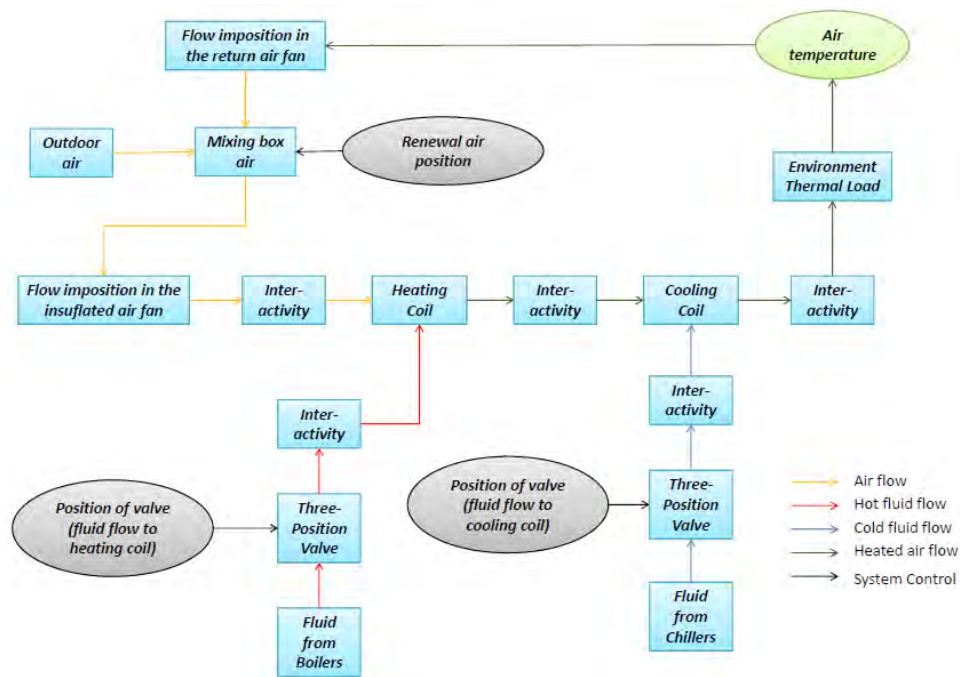 Flow imposition in
the return air fan
Air
temperature
Outdoor
air
Mixing box
air
Renewal air
position
Environment
Thermal Load
Flow imposition in the
insuflated air fan
Inter-
activity
Heating
Coil
Inter-
activity
Cooling
Coil
Inter-
activity
Inter-
activity
Inter-
activity
Position of valve
(fluid flow to
heating coil)
Three-
Position
Valve
Position of valve
(fluid flow to
cooling coil)
Three-
Position
Valve
Fluid
from
Boilers
Fluid
from
Chillers
Air flow
Hot fluid flow
Cold fluid flow
Heated air flow
System Control